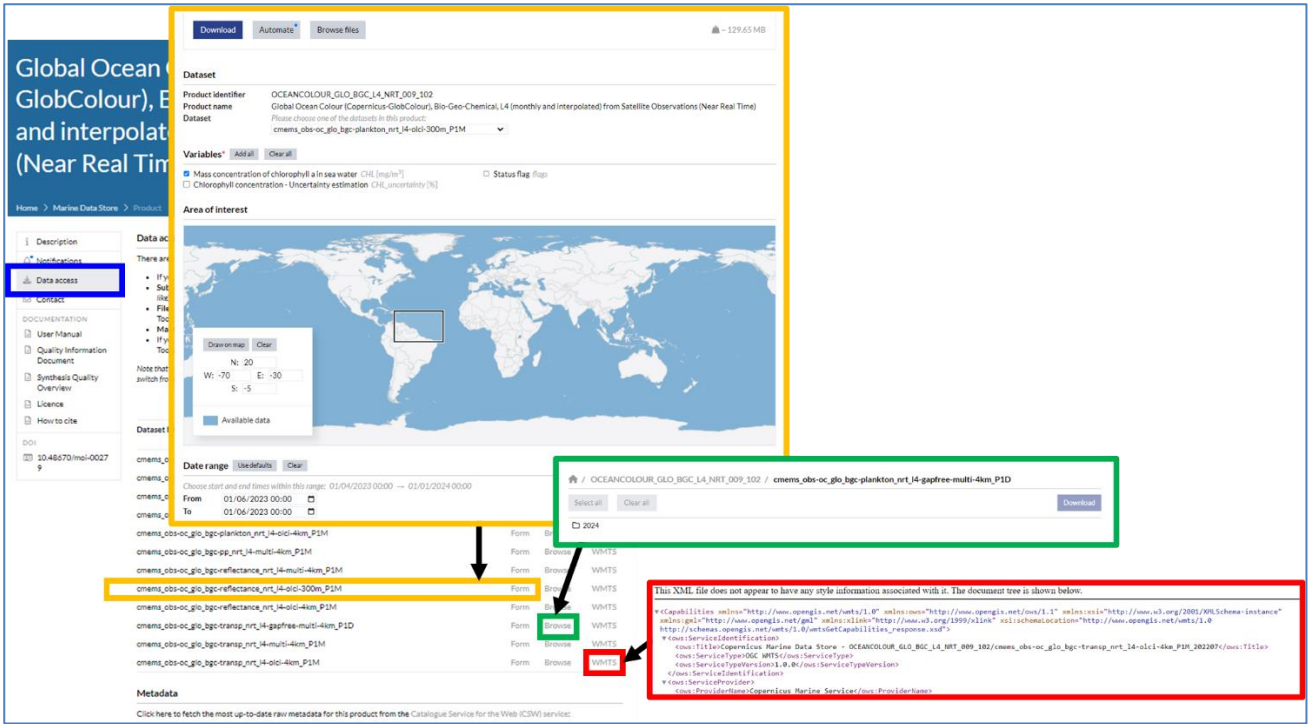 Global Ocean
GlobColour),
and interpolat
(Near Real Tim
Home > Marine Data Store > Product
Description
Notifications
Data access
Contact
DOCUMENTATION
User Manual
Quality Information
Document
Synthesis Quality
Overview
Licence
How to cite
DOI
10.48670/moi-0027
9
Data ac
There are
If y
Sub
like
File
Too
Ma
If y
Too
Note that
switch fro
Dataset
Download
Automate
Browse files
~ 129.65 MB
Dataset
Product identifier OCEANCOLOUR_GLO_BGC_L4_NRT_009_102
Product name Global Ocean Colour (Copernicus-GlobColour), Bio-Geo-Chemical, L4 (monthly and interpolated) from Satellite Observations (Near Real Time)
Dataset Please choose one of the datasets in this product:
cmems_obs-oc_glo_bgc-plankton_nrt_l4-olci-300m_P1M
Variables* Add all Clear all
Mass concentration of chlorophyll a in sea water CHL [mg/m³] Status flag flags
Chlorophyll concentration - Uncertainty estimation CHL_uncertainty [%]
Area of interest
Draw on map Clear
N: 20
W: -70 E: -30
S: -5
Available data
Date range Use defaults Clear
Choose start and end times within this range: 01/04/2023 00:00 → 01/01/2024 00:00
From 01/06/2023 00:00
To 01/06/2023 00:00
/ OCEANCOLOUR_GLO_BGC_L4_NRT_009_102 / cmems_obs-oc_glo_bgc-plankton_nrt_l4-gapfree-multi-4km_P1D
Select all Clear all Download
2024
cmems_o
cmems_o
cmems_o
cmems_o
cmems_obs-oc_glo_bgc-plankton_nrt_l4-olci-4km_P1M Form Browse WMTS
cmems_obs-oc_glo_bgc-pp_nrt_l4-multi-4km_P1M Form Browse WMTS
cmems_obs-oc_glo_bgc-reflectance_nrt_l4-multi-4km_P1M Form Browse WMTS
cmems_obs-oc_glo_bgc-reflectance_nrt_l4-olci-300m_P1M Form Browse WMTS
cmems_obs-oc_glo_bgc-reflectance_nrt_l4-olci-4km_P1M Form Browse WMTS
cmems_obs-oc_glo_bgc-transp_nrt_l4-gapfree-multi-4km_P1D Form Browse WMTS
cmems_obs-oc_glo_bgc-transp_nrt_l4-multi-4km_P1M Form Browse WMTS
cmems_obs-oc_glo_bgc-transp_nrt_l4-olci-4km_P1M Form Browse WMTS
This XML file does not appear to have any style information associated with it. The document tree is shown below.
<Capabilities xmlns="http://www.opengis.net/wmts/1.0" xmlns:ows="http://www.opengis.net/ows/1.1" xmlns:xsi="http://www.w3.org/2001/XMLSchema-instance"
xmlns:gml="http://www.opengis.net/gml" xmlns:xlink="http://www.w3.org/1999/xlink" xsi:schemaLocation="http://www.opengis.net/wmts/1.0
http://schemas.opengis.net/wmts/1.0/wmtsGetCapabilities_response.xsd">
<ows:ServiceIdentification>
<ows:Title>Copernicus Marine Data Store - OCEANCOLOUR_GLO_BGC_L4_NRT_009_102/cmems_obs-oc_glo_bgc-transp_nrt_l4-olci-4km_P1M_202207</ows:Title>
<ows:ServiceType>OGC WMTS</ows:ServiceType>
<ows:ServiceTypeVersion>1.0.0</ows:ServiceTypeVersion>
</ows:ServiceIdentification>
<ows:ServiceProvider>
<ows:ProviderName>Copernicus Marine Service</ows:ProviderName>
Metadata
Click here to fetch the most up-to-date raw metadata for this product from the Catalogue Service for the Web (CSW) service: